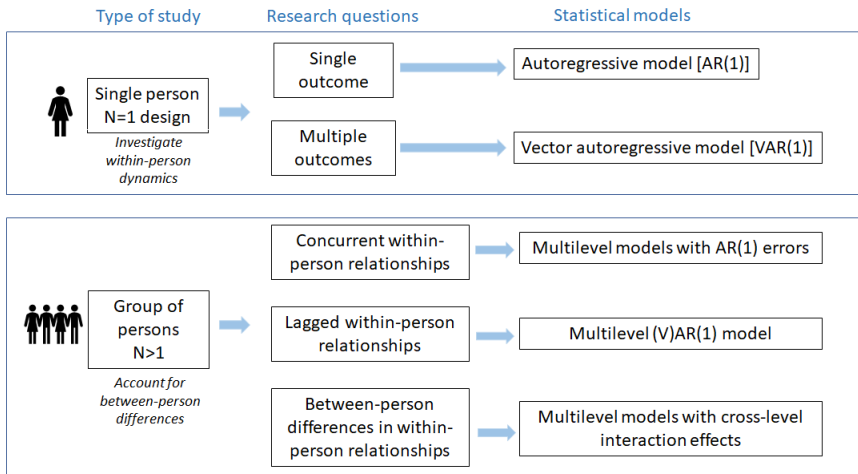 Type of study
Research questions
Statistical models
Single person
N=1 design
Investigate
within-person
dynamics
Single
outcome
Autoregressive model [AR(1)]
Multiple
outcomes
Vector autoregressive model [VAR(1)]
Group of
persons
N>1
Account for
between-person
differences
Concurrent within-
person relationships
Multilevel models with AR(1) errors
Lagged within-person
relationships
Multilevel (V)AR(1) model
Between-person
differences in within-
person relationships
Multilevel models with cross-level
interaction effects